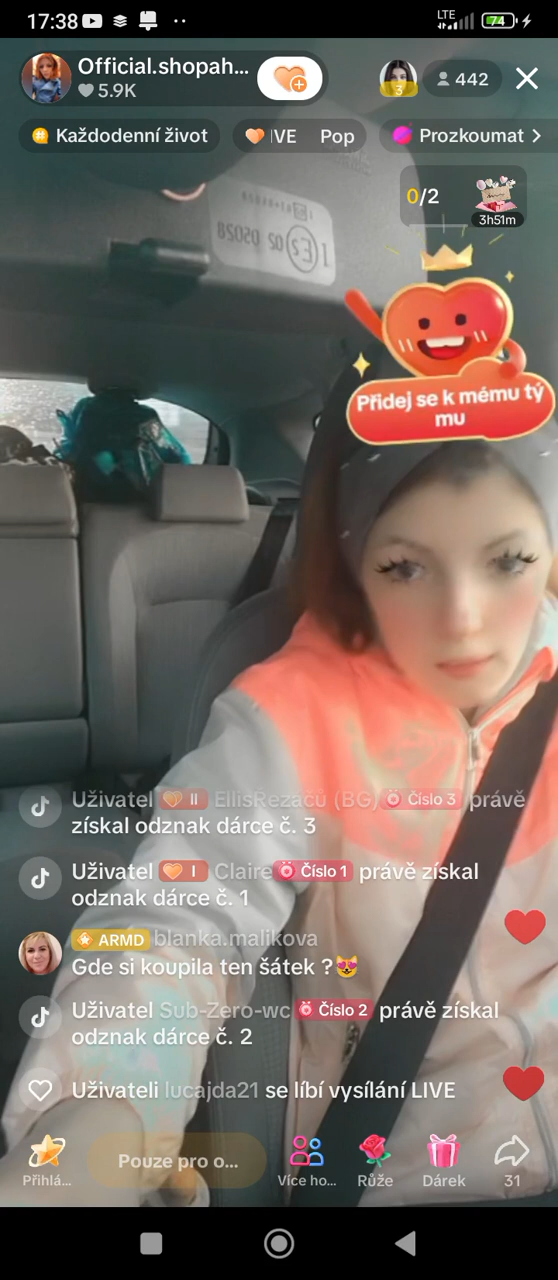 17:38
LTE
74
Official.shopah...
5.9K
3
442
Každodenní život
IVE
Pop
Prozkoumat
0/2
3h51m
Přidej se k mému tý
mu
Uživatel II EllisŘezáčů (BG) Číslo 3 právě
získal odznak dárce č. 3
Uživatel I Claire Číslo 1 právě získal
odznak dárce č. 1
ARMD blanka.malikova
Gde si koupila ten šátek ?😻
Uživatel Sub-Zero-wc Číslo 2 právě získal
odznak dárce č. 2
Uživateli lucajda21 se líbí vysílání LIVE
Pouze pro o...
Přihlá...
Více ho...
Růže
Dárek
31